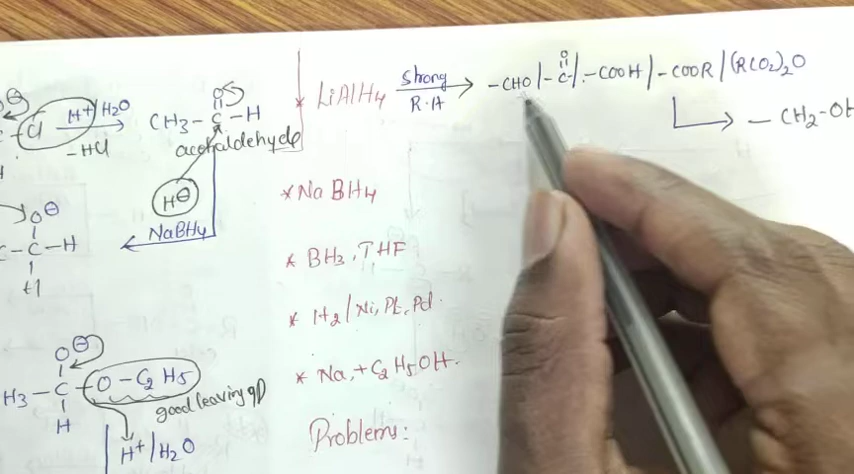 Cl H+/H2O
-HCl
O
||
CH3-C-H
acetaldehyde
H⊖
NaBH4
O⊖
|
C-C-H
|
H
O⊖
|
H3-C-O-C2H5
|
H
good leaving gp
H+/H2O
* LiAlH4 strong
R.A
-CHO/-C-/-COOH/-COOR/(RCO2)2O
O
||
-CH2-OH
* NaBH4
* BH3.THF
* H2/Ni, Pt, Pd.
* Na, + C2H5OH.
Problems: